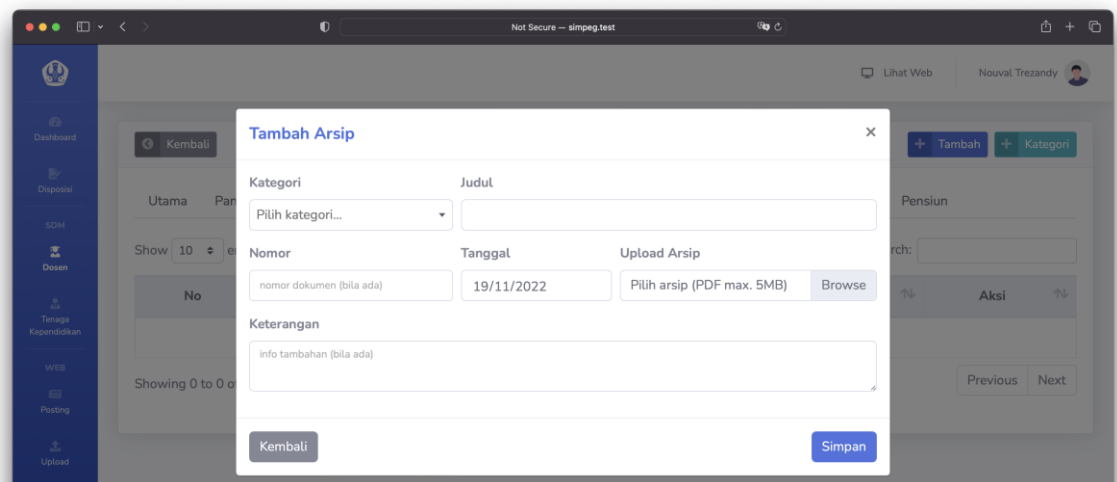 Not Secure — simpeg.test
Lihat Web
Nouval Trezandy
Dashboard
Disposisi
SDM
Dosen
Tenaga
Kependidikan
WEB
Posting
Upload
Kembali
Tambah
Kategori
Utama
Pan
Pensiun
Show 10 e
rch:
No
Aksi
Showing 0 to 0 o
Previous
Next
Tambah Arsip
×
Kategori
Judul
Pilih kategori...
Nomor
Tanggal
Upload Arsip
nomor dokumen (bila ada)
19/11/2022
Pilih arsip (PDF max. 5MB)
Browse
Keterangan
info tambahan (bila ada)
Kembali
Simpan